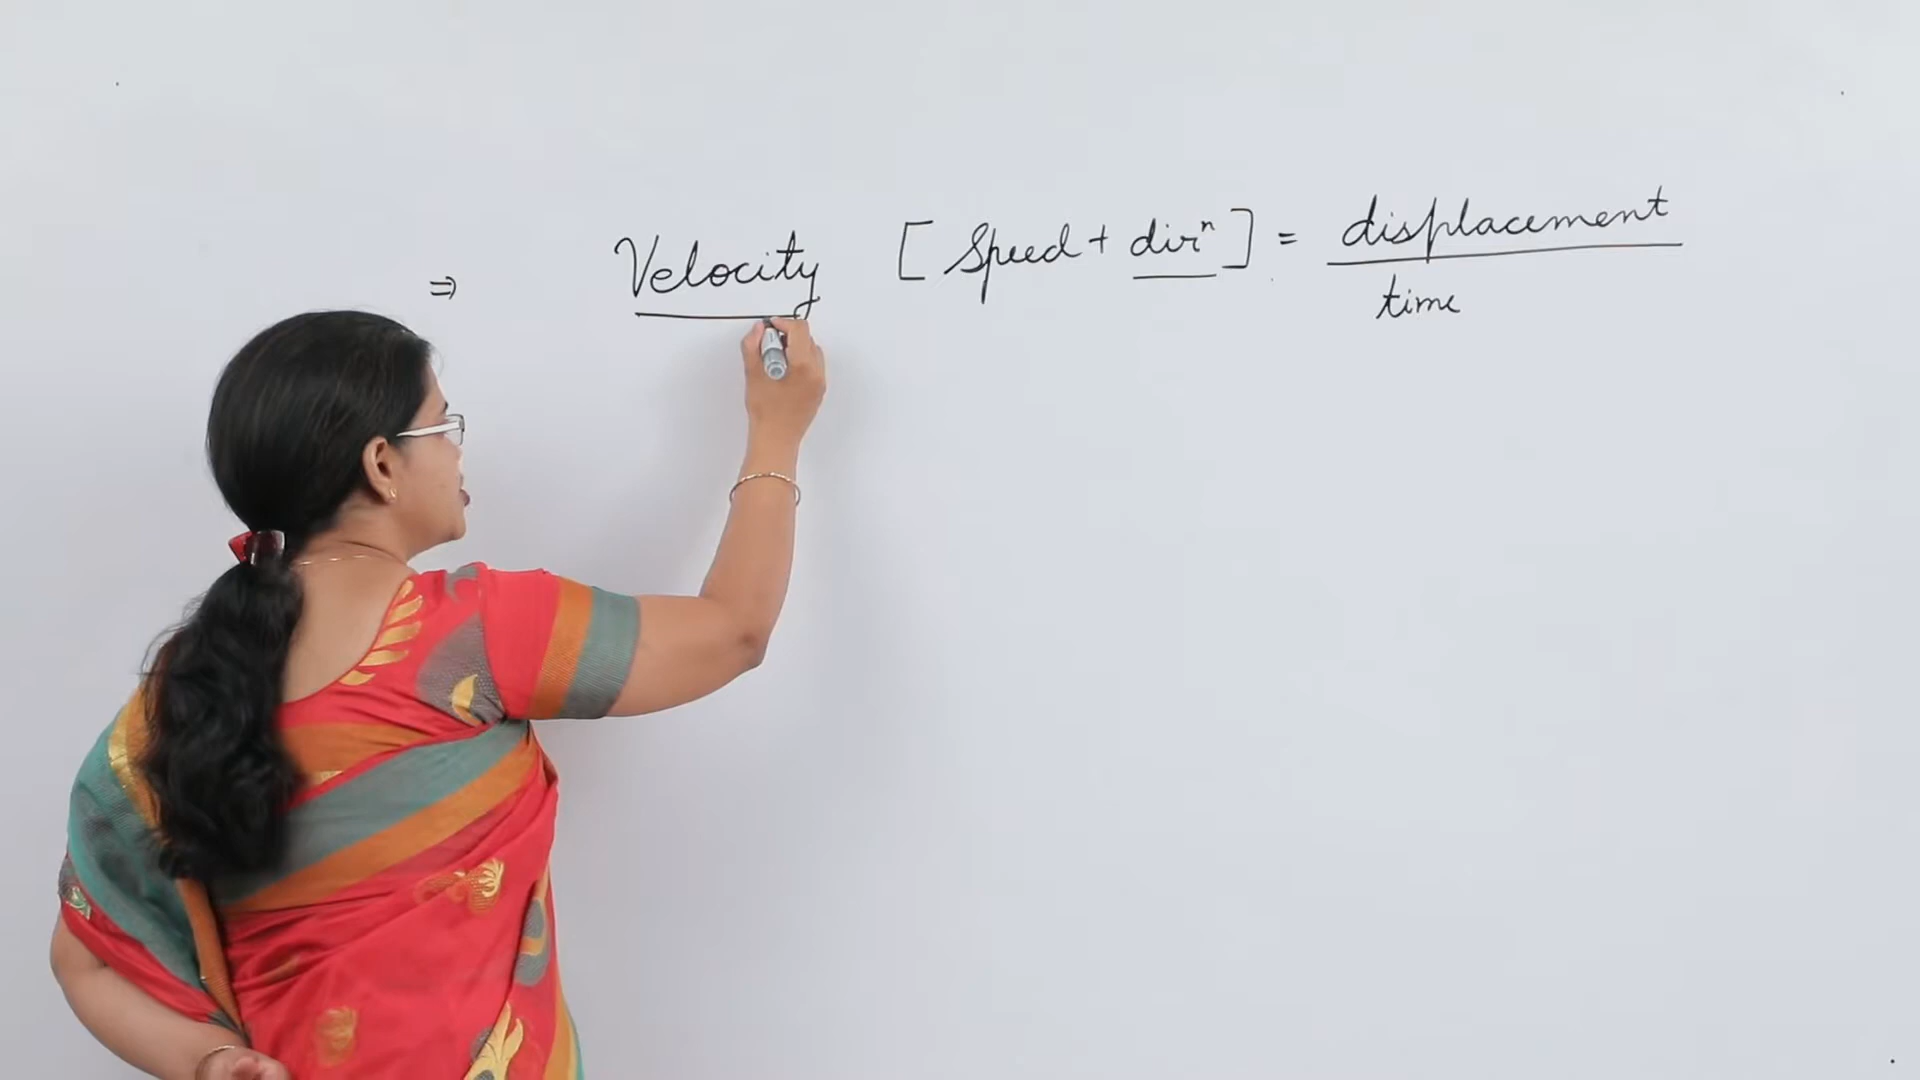 ⇒ Velocity [Speed + dirⁿ] = displacement
time